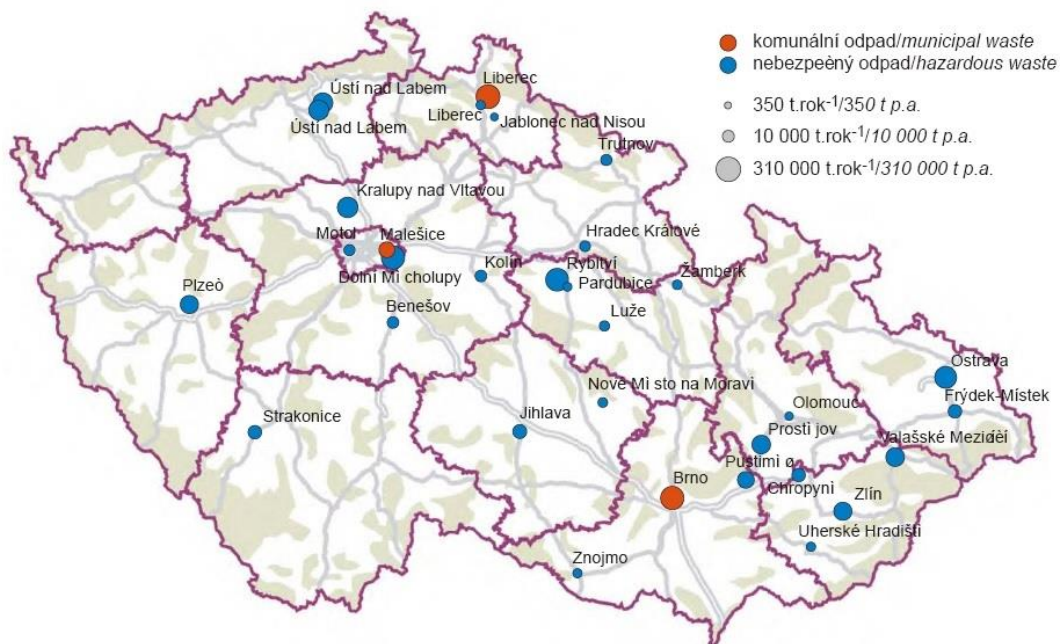 komunální odpad/municipal waste
nebezpeèný odpad/hazardous waste
350 t.rok-1/350 t p.a.
10 000 t.rok-1/10 000 t p.a.
310 000 t.rok-1/310 000 t p.a.
Liberec
Ústí nad Labem
Liberec
Jablonec nad Nisou
Ústí nad Labem
Trutnov
Kralupy nad Vltavou
Motol
Malešice
Hradec Králové
Dolní Mì cholupy
Kolín
Rybitví
Pardubice
Žamberk
Plzeò
Benešov
Luže
Ostrava
Nové Mì sto na Moravì
Frýdek-Místek
Strakonice
Jihlava
Olomouc
Prostì jov
Valašské Meziøíèí
Pustimì ø
Brno
Chropynì
Zlín
Uherské Hradištì
Znojmo